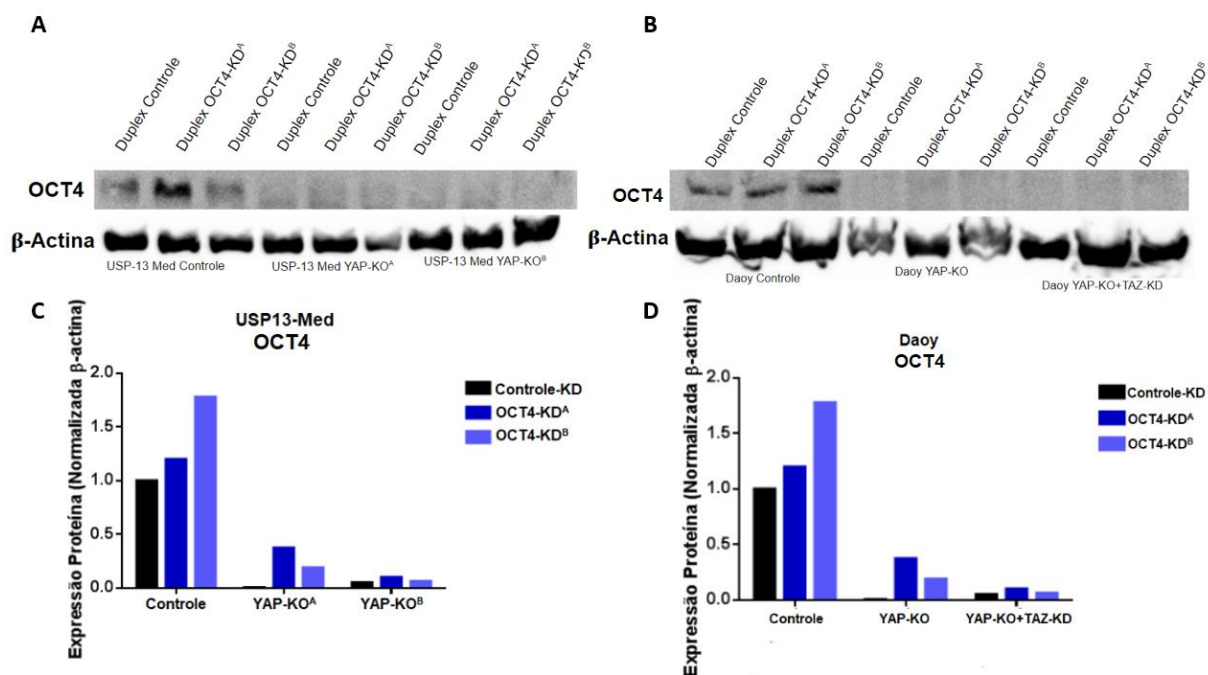 A
Duplex Controle
Duplex OCT4-KDᴬ
Duplex OCT4-KDᴮ
Duplex Controle
Duplex OCT4-KDᴬ
Duplex OCT4-KDᴮ
Duplex Controle
Duplex OCT4-KDᴬ
Duplex OCT4-KDᴮ
OCT4
β-Actina
USP-13 Med Controle
USP-13 Med YAP-KOᴬ
USP-13 Med YAP-KOᴮ
B
Duplex Controle
Duplex OCT4-KDᴬ
Duplex OCT4-KDᴮ
Duplex Controle
Duplex OCT4-KDᴬ
Duplex OCT4-KDᴮ
Duplex Controle
Duplex OCT4-KDᴬ
Duplex OCT4-KDᴮ
OCT4
β-Actina
Daoy Controle
Daoy YAP-KO
Daoy YAP-KO+TAZ-KD
C
USP13-Med
OCT4
Expressão Proteína (Normalizada β-actina)
2.0
1.5
1.0
0.5
0.0
Controle
YAP-KOᴬ
YAP-KOᴮ
Controle-KD
OCT4-KDᴬ
OCT4-KDᴮ
D
Daoy
OCT4
Expressão Proteína (Normalizada β-actina)
2.0
1.5
1.0
0.5
0.0
Controle
YAP-KO
YAP-KO+TAZ-KD
Controle-KD
OCT4-KDᴬ
OCT4-KDᴮ